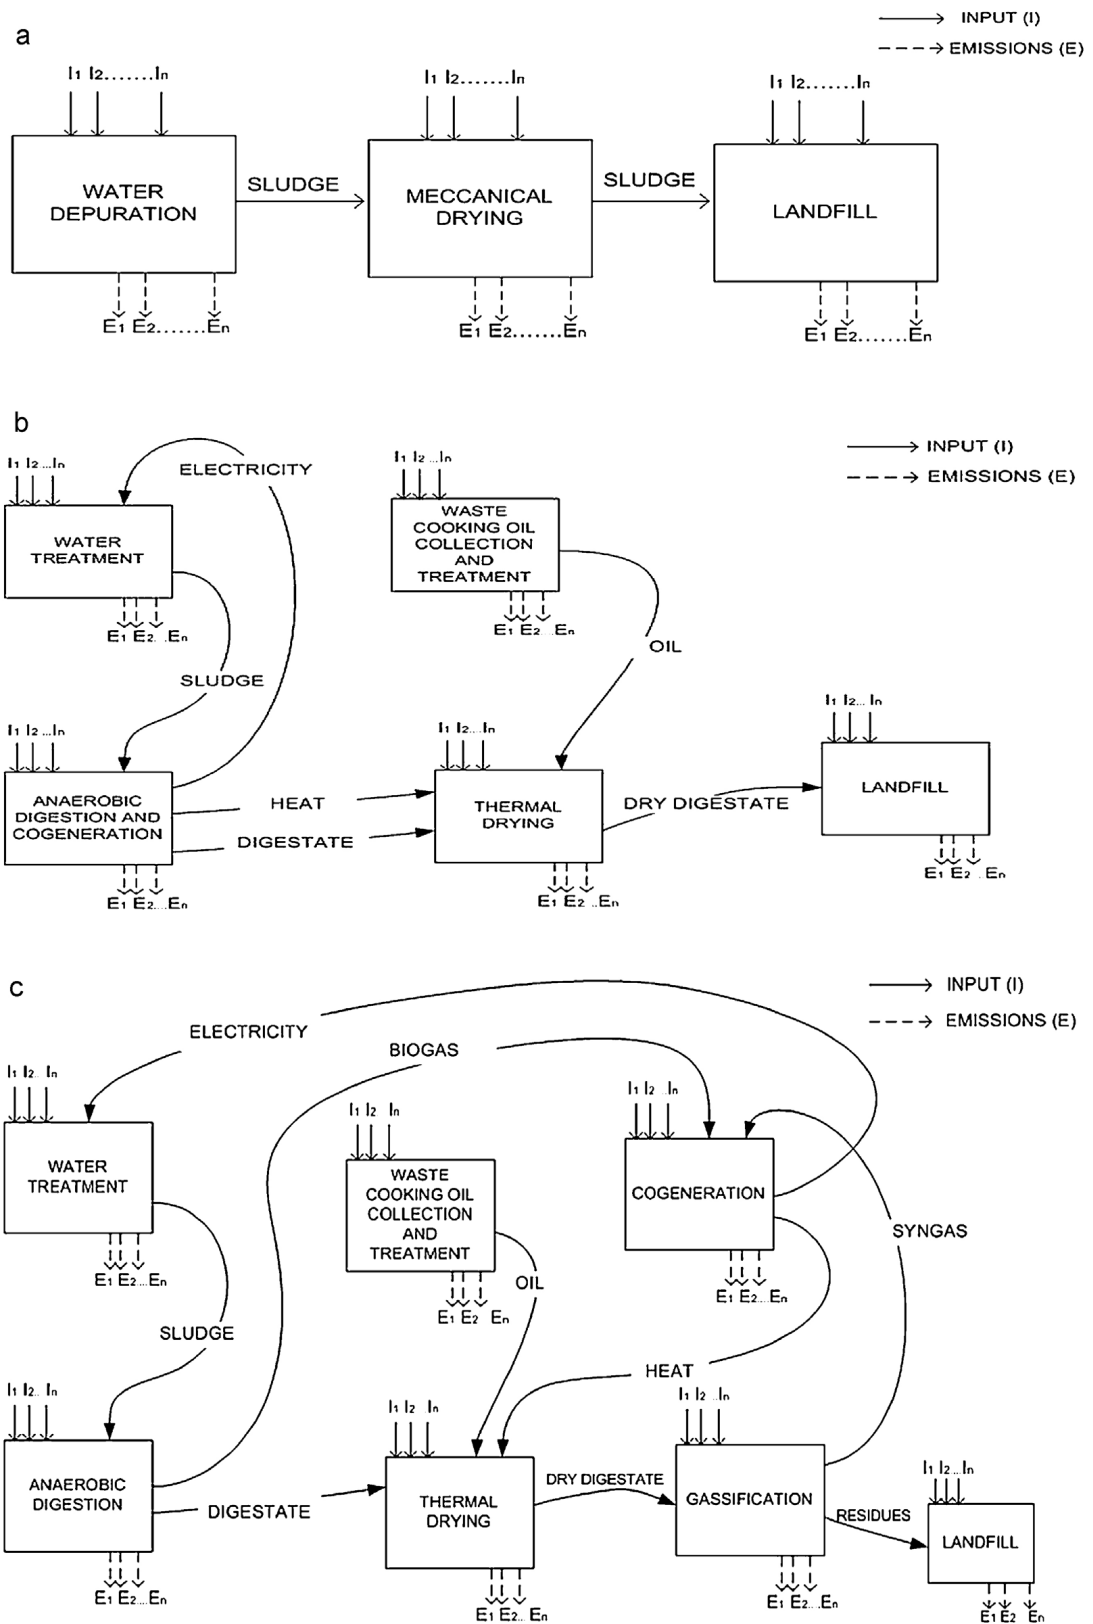 a
INPUT (I)
EMISSIONS (E)
I1 I2.......In
I1 I2.......In
I1 I2.......In
WATER
DEPURATION
SLUDGE
MECCANICAL
DRYING
SLUDGE
LANDFILL
E1 E2.......En
E1 E2.......En
E1 E2.......En
b
INPUT (I)
EMISSIONS (E)
I1 I2 ...In
ELECTRICITY
I1 I2 ...In
WATER
TREATMENT
WASTE
COOKING OIL
COLLECTION
AND
TREATMENT
E1 E2....En
E1 E2....En
OIL
SLUDGE
I1 I2 ...In
I1 I2....In
I1 I2... In
ANAEROBIC
DIGESTION AND
COGENERATION
HEAT
DIGESTATE
THERMAL
DRYING
DRY DIGESTATE
LANDFILL
E1 E2....En
E1 E2 ...En
E1 E2 ...En
c
INPUT (I)
EMISSIONS (E)
ELECTRICITY
BIOGAS
I1 I2.. In
I1 I2 In
I1 I2 ..In
WATER
TREATMENT
WASTE
COOKING OIL
COLLECTION
AND
TREATMENT
COGENERATION
SYNGAS
E1 E2...En
OIL
E1 E2 En
E1 E2....En
SLUDGE
HEAT
I1 I2.. In
I1 I2 ..In
I1 I2 ...In
ANAEROBIC
DIGESTION
DIGESTATE
THERMAL
DRYING
DRY DIGESTATE
GASSIFICATION
RESIDUES
I1 I2...In
LANDFILL
E1 E2....En
E1 E2... En
E1 E2....En
E1 E2 En